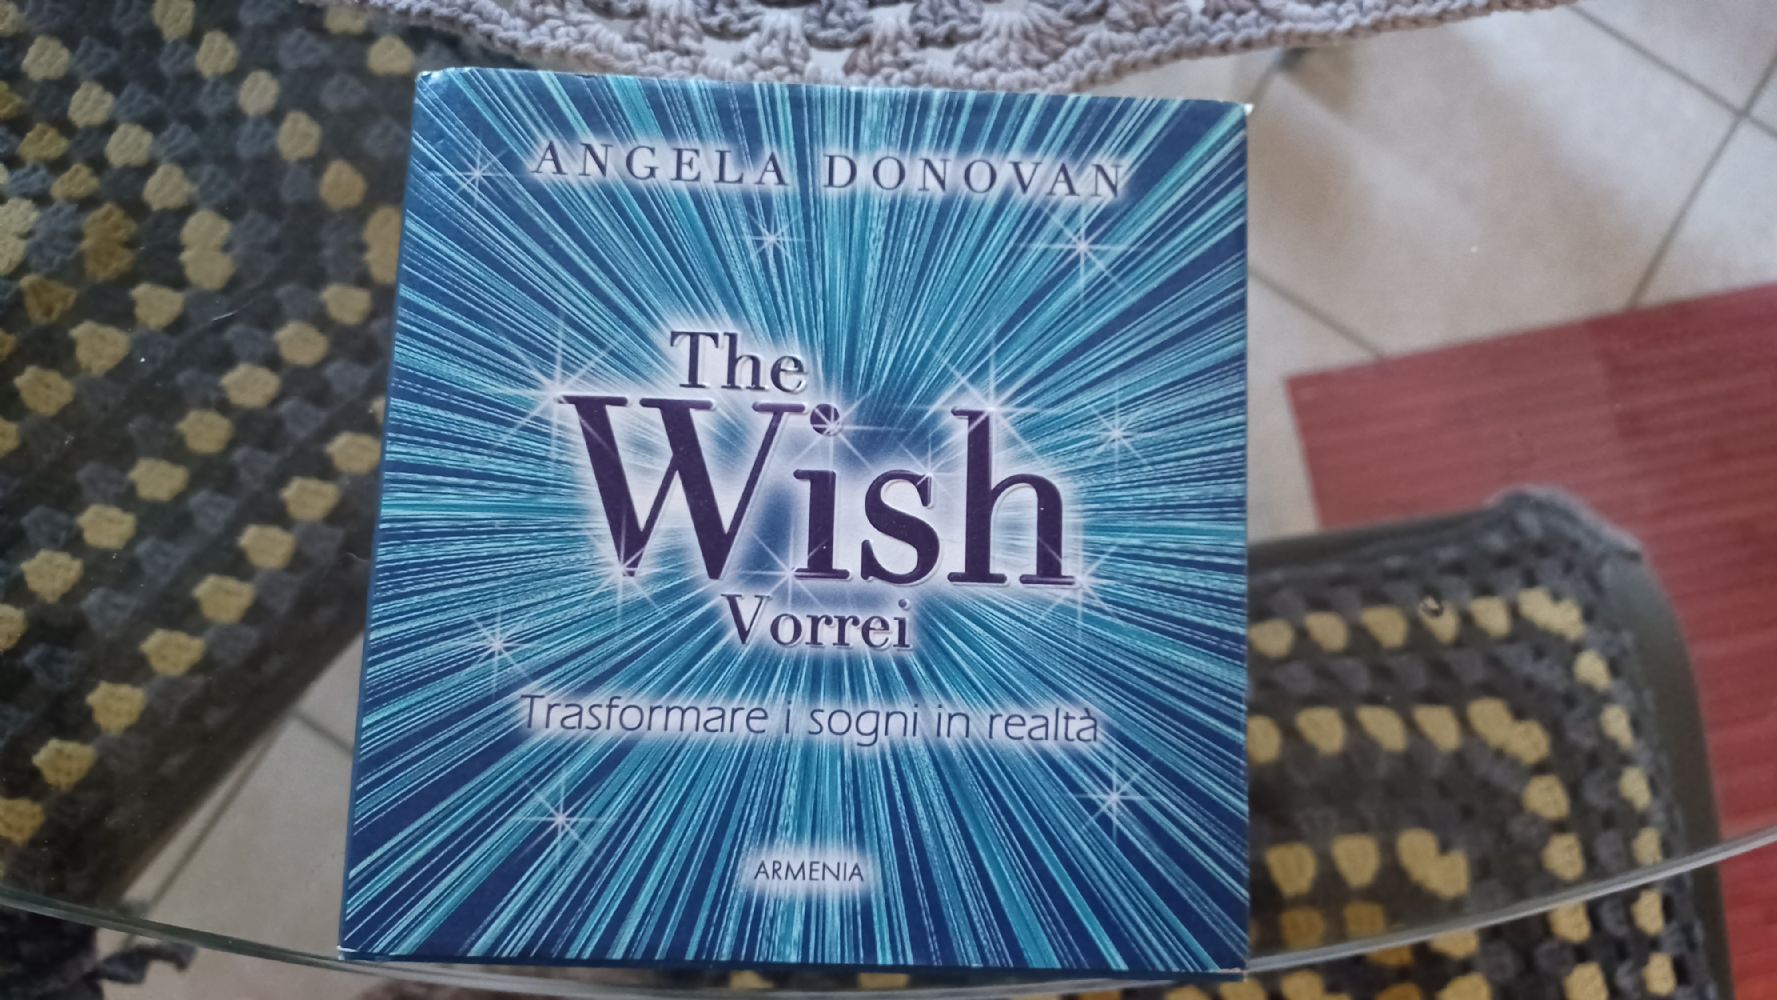 ANGELA DONOVAN
The
Wish
Vorrei
Trasformare i sogni in realtà
ARMENIA